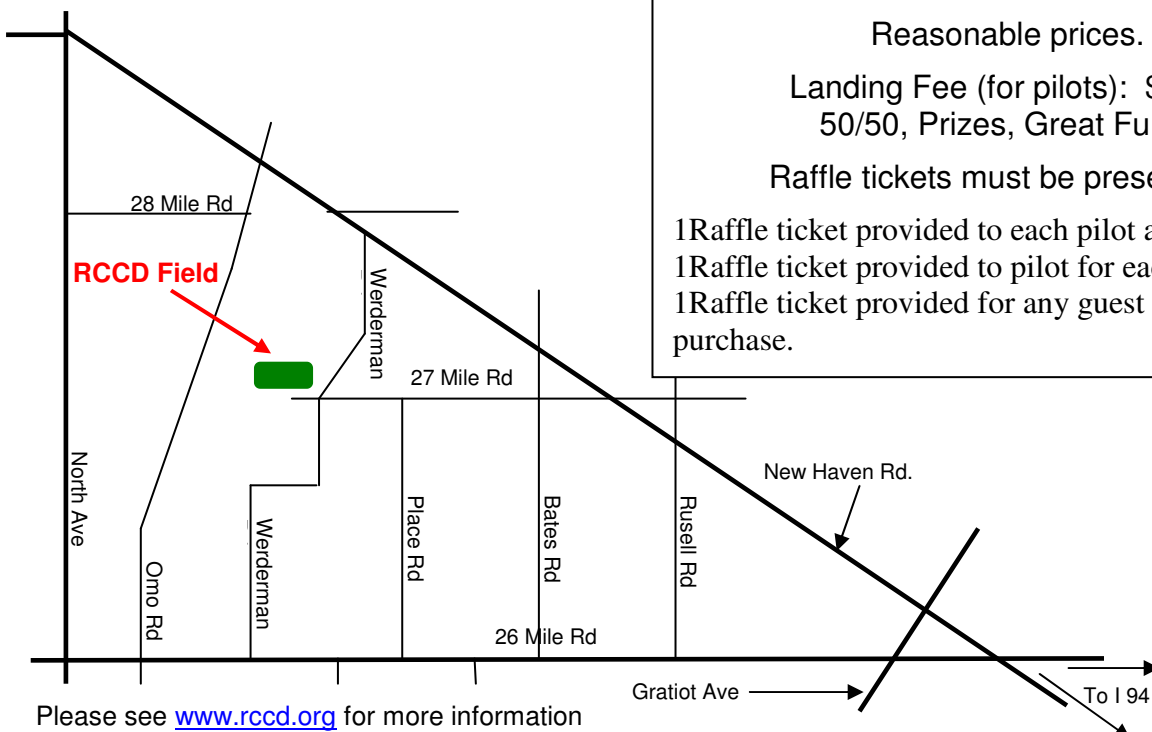 Reasonable prices.
Landing Fee (for pilots):
50/50, Prizes, Great
Raffle tickets must be
1Raffle ticket provided to each pilot
1Raffle ticket provided to pilot for
1Raffle ticket provided for any guest
purchase.
28 Mile Rd
RCCD Field
Werderman
27 Mile Rd
North Ave
New Haven Rd.
Omo Rd
Werderman
Place Rd
Bates Rd
Rusell Rd
26 Mile Rd
Gratiot Ave
To I 94
Please see www.rccd.org for more information